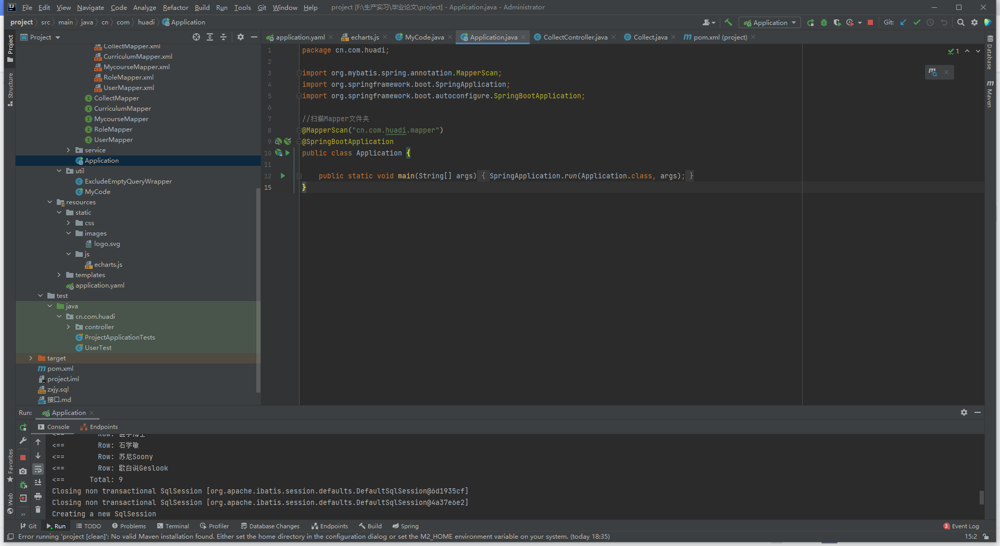 File Edit View Navigate Code Analyze Refactor Build Run Tools Git Window Help project [F:\生产实习\毕业论文\project] - Application.java - Administrator
project src main java cn com huadi Application
Application Git:
Project
application.yaml echarts.js MyCode.java Application.java CollectController.java Collect.java pom.xml (project)
CollectMapper.xml
CurriculumMapper.xml
MycourseMapper.xml
RoleMapper.xml
UserMapper.xml
CollectMapper
CurriculumMapper
MycourseMapper
RoleMapper
UserMapper
service
Application
util
ExcludeEmptyQueryWrapper
MyCode
resources
static
css
images
logo.svg
js
echarts.js
templates
application.yaml
test
java
cn.com.huadi
controller
ProjectApplicationTests
UserTest
target
pom.xml
project.iml
zxjy.sql
接口.md
1 package cn.com.huadi;
2
3 import org.mybatis.spring.annotation.MapperScan;
4 import org.springframework.boot.SpringApplication;
5 import org.springframework.boot.autoconfigure.SpringBootApplication;
6
7 //扫描Mapper文件夹
8 @MapperScan("cn.com.huadi.mapper")
9 @SpringBootApplication
10 public class Application {
11
12 public static void main(String[] args) { SpringApplication.run(Application.class, args); }
15 }
1
Project
Structure
Favorites
Web
Database
Maven
Run: Application
Console Endpoints
<== Row: 医学博士
<== Row: 石学敏
<== Row: 苏尼Soony
<== Row: 歌白说Geslook
<== Total: 9
Closing non transactional SqlSession [org.apache.ibatis.session.defaults.DefaultSqlSession@6d1935cf]
Closing non transactional SqlSession [org.apache.ibatis.session.defaults.DefaultSqlSession@4a37e6e2]
Creating a new SqlSession
Git Run TODO Problems Terminal Profiler Database Changes Endpoints Build Spring 3 Event Log
Error running 'project [clean]': No valid Maven installation found. Either set the home directory in the configuration dialog or set the M2_HOME environment variable on your system. (today 18:35) 15:2